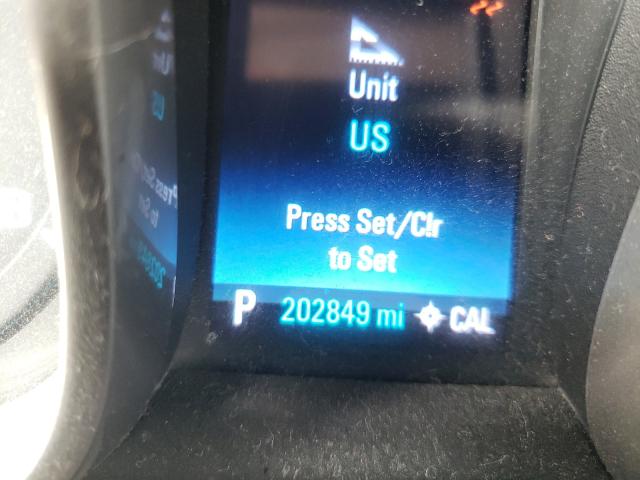 Unit
US
Press Set/Clr
to Set
P 202849 mi CAL